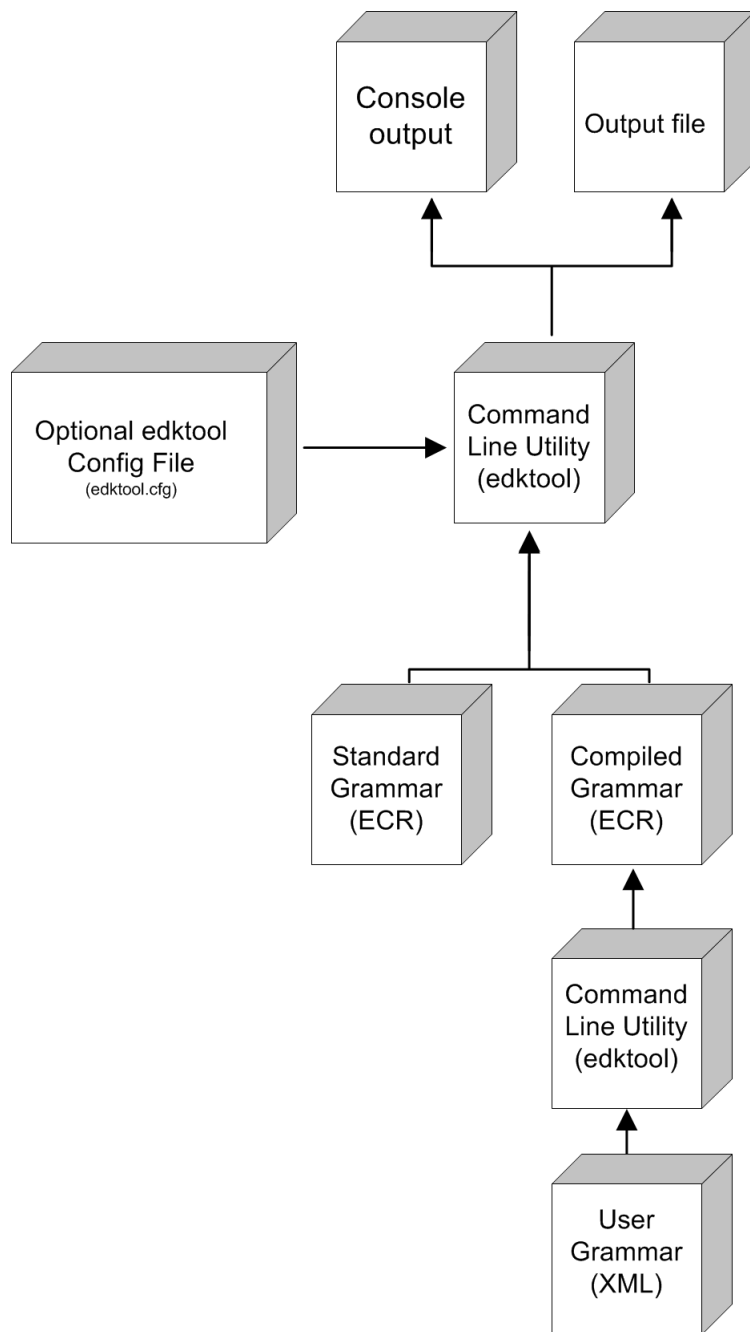 Console
output
Output file
Optional edktool
Config File
(edktool.cfg)
Command
Line Utility
(edktool)
Standard
Grammar
(ECR)
Compiled
Grammar
(ECR)
Command
Line Utility
(edktool)
User
Grammar
(XML)